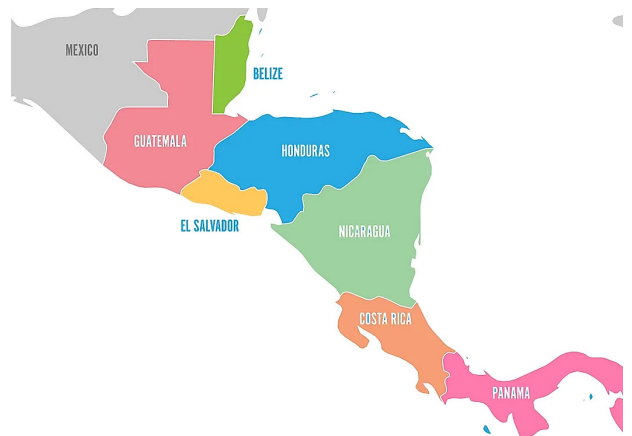 MEXICO
BELIZE
GUATEMALA
HONDURAS
EL SALVADOR
NICARAGUA
COSTA RICA
PANAMA